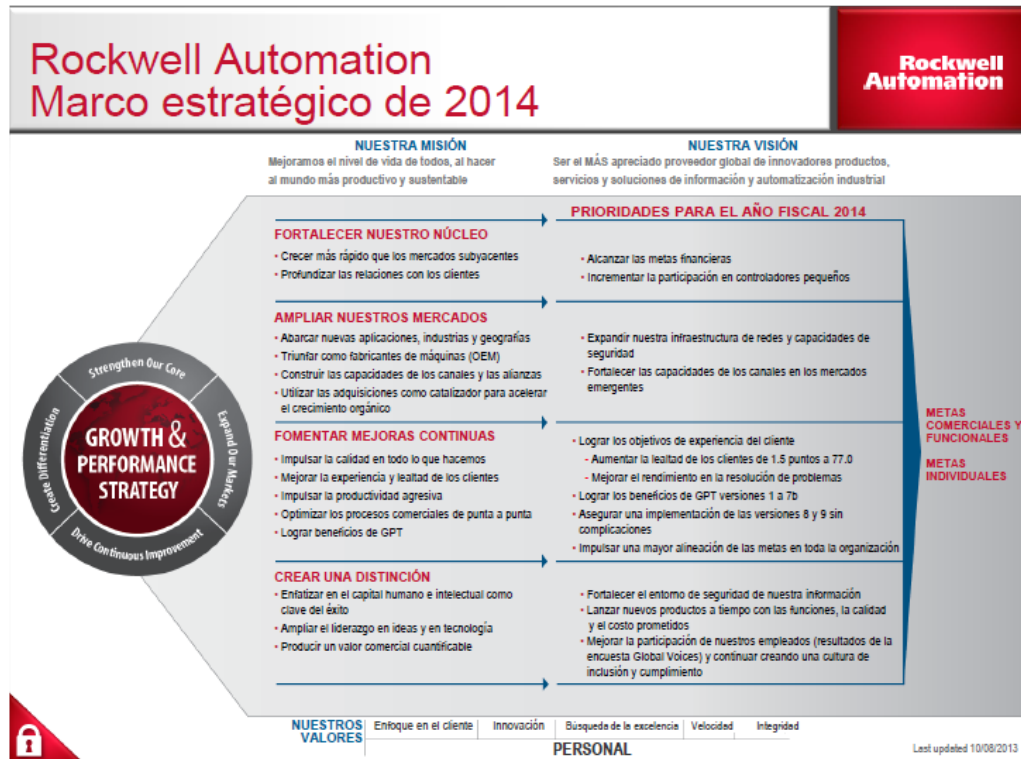 Rockwell Automation
Marco estratégico de 2014
Rockwell
Automation
NUESTRA MISIÓN
Mejoramos el nivel de vida de todos, al hacer
al mundo más productivo y sustentable
NUESTRA VISIÓN
Ser el MÁS apreciado proveedor global de innovadores productos,
servicios y soluciones de información y automatización industrial
PRIORIDADES PARA EL AÑO FISCAL 2014
FORTALECER NUESTRO NÚCLEO
• Crecer más rápido que los mercados subyacentes
• Profundizar las relaciones con los clientes
• Alcanzar las metas financieras
• Incrementar la participación en controladores pequeños
AMPLIAR NUESTROS MERCADOS
• Abarcar nuevas aplicaciones, industrias y geografías
• Triunfar como fabricantes de máquinas (OEM)
• Construir las capacidades de los canales y las alianzas
• Utilizar las adquisiciones como catalizador para acelerar
el crecimiento orgánico
• Expandir nuestra infraestructura de redes y capacidades de
seguridad
• Fortalecer las capacidades de los canales en los mercados
emergentes
FOMENTAR MEJORAS CONTINUAS
• Impulsar la calidad en todo lo que hacemos
• Mejorar la experiencia y lealtad de los clientes
• Impulsar la productividad agresiva
• Optimizar los procesos comerciales de punta a punta
• Lograr beneficios de GPT
• Lograr los objetivos de experiencia del cliente
- Aumentar la lealtad de los clientes de 1.5 puntos a 77.0
- Mejorar el rendimiento en la resolución de problemas
• Lograr los beneficios de GPT versiones 1 a 7b
• Asegurar una implementación de las versiones 8 y 9 sin
complicaciones
• Impulsar una mayor alineación de las metas en toda la organización
CREAR UNA DISTINCIÓN
• Enfatizar en el capital humano e intelectual como
clave del éxito
• Ampliar el liderazgo en ideas y en tecnología
• Producir un valor comercial cuantificable
• Fortalecer el entorno de seguridad de nuestra información
• Lanzar nuevos productos a tiempo con las funciones, la calidad
y el costo prometidos
• Mejorar la participación de nuestros empleados (resultados de la
encuesta Global Voices) y continuar creando una cultura de
inclusión y cumplimiento
METAS
COMERCIALES Y
FUNCIONALES
METAS
INDIVIDUALES
Strengthen Our Core
Expand Our Markets
Drive Continuous Improvement
Create Differentiation
GROWTH &
PERFORMANCE
STRATEGY
NUESTROS
VALORES
Enfoque en el cliente
Innovación
Búsqueda de la excelencia
Velocidad
Integridad
PERSONAL
Last updated 10/08/2013